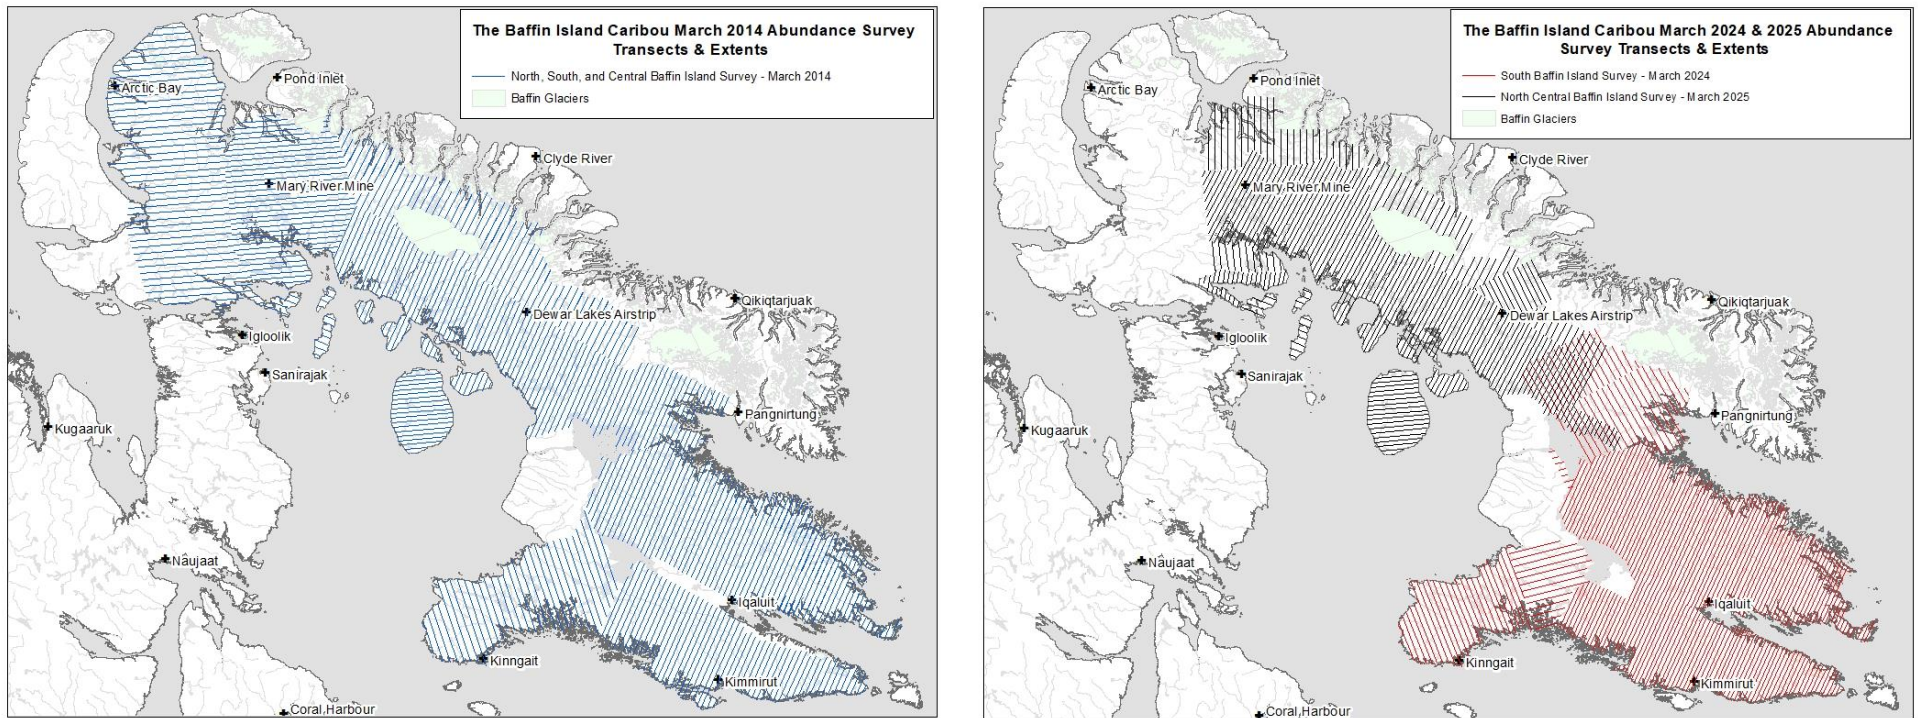 The Baffin Island Caribou March 2014 Abundance Survey
Transects & Extents
North, South, and Central Baffin Island Survey - March 2014
Baffin Glaciers
Pond Inlet
Arctic Bay
Clyde River
Mary River Mine
Qikiqtarjuak
Dewar Lakes Airstrip
Igloolik
Sanirajak
Pangnirtung
Kugaaruk
Naujaat
Iqaluit
Kinngait
Kimmirut
Coral Harbour
The Baffin Island Caribou March 2024 & 2025 Abundance
Survey Transects & Extents
South Baffin Island Survey - March 2024
North Central Baffin Island Survey - March 2025
Baffin Glaciers
Pond Inlet
Arctic Bay
Clyde River
Mary River Mine
Qikiqtarjuak
Dewar Lakes Airstrip
Igloolik
Sanirajak
Pangnirtung
Kugaaruk
Naujaat
Iqaluit
Kinngait
Kimmirut
Coral Harbour